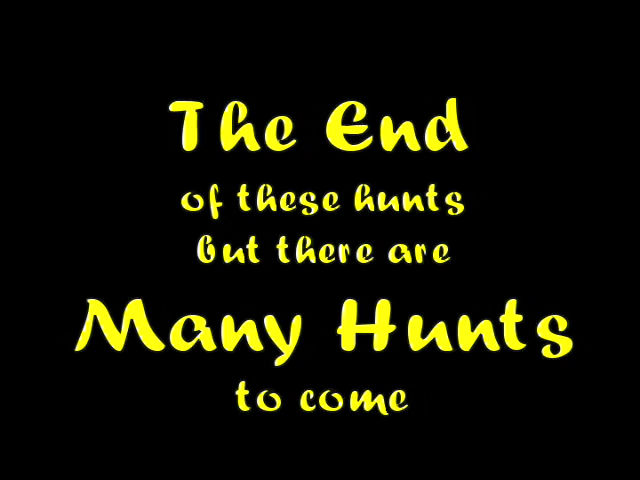 The End
of these hunts
but there are
Many Hunts
to come